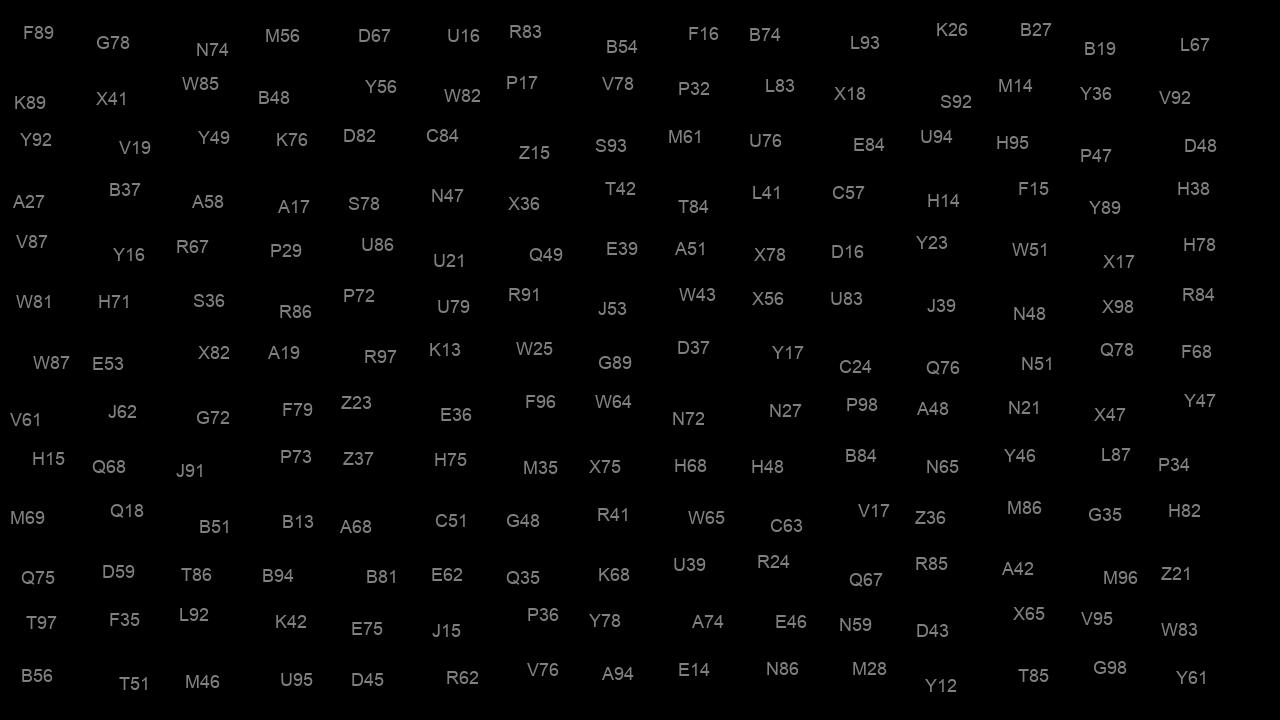 F89 G78 N74 M56 D67 U16 R83 B54 F16 B74 L93 K26 B27 B19 L67
K89 X41 W85 B48 Y56 W82 P17 V78 P32 L83 X18 S92 M14 Y36 V92
Y92 V19 Y49 K76 D82 C84 Z15 S93 M61 U76 E84 U94 H95 P47 D48
A27 B37 A58 A17 S78 N47 X36 T42 T84 L41 C57 H14 F15 Y89 H38
V87 Y16 R67 P29 U86 U21 Q49 E39 A51 X78 D16 Y23 W51 X17 H78
W81 H71 S36 R86 P72 U79 R91 J53 W43 X56 U83 J39 N48 X98 R84
W87 E53 X82 A19 R97 K13 W25 G89 D37 Y17 C24 Q76 N51 Q78 F68
V61 J62 G72 F79 Z23 E36 F96 W64 N72 N27 P98 A48 N21 X47 Y47
H15 Q68 J91 P73 Z37 H75 M35 X75 H68 H48 B84 N65 Y46 L87 P34
M69 Q18 B51 B13 A68 C51 G48 R41 W65 C63 V17 Z36 M86 G35 H82
Q75 D59 T86 B94 B81 E62 Q35 K68 U39 R24 Q67 R85 A42 M96 Z21
T97 F35 L92 K42 E75 J15 P36 Y78 A74 E46 N59 D43 X65 V95 W83
B56 T51 M46 U95 D45 R62 V76 A94 E14 N86 M28 Y12 T85 G98 Y61